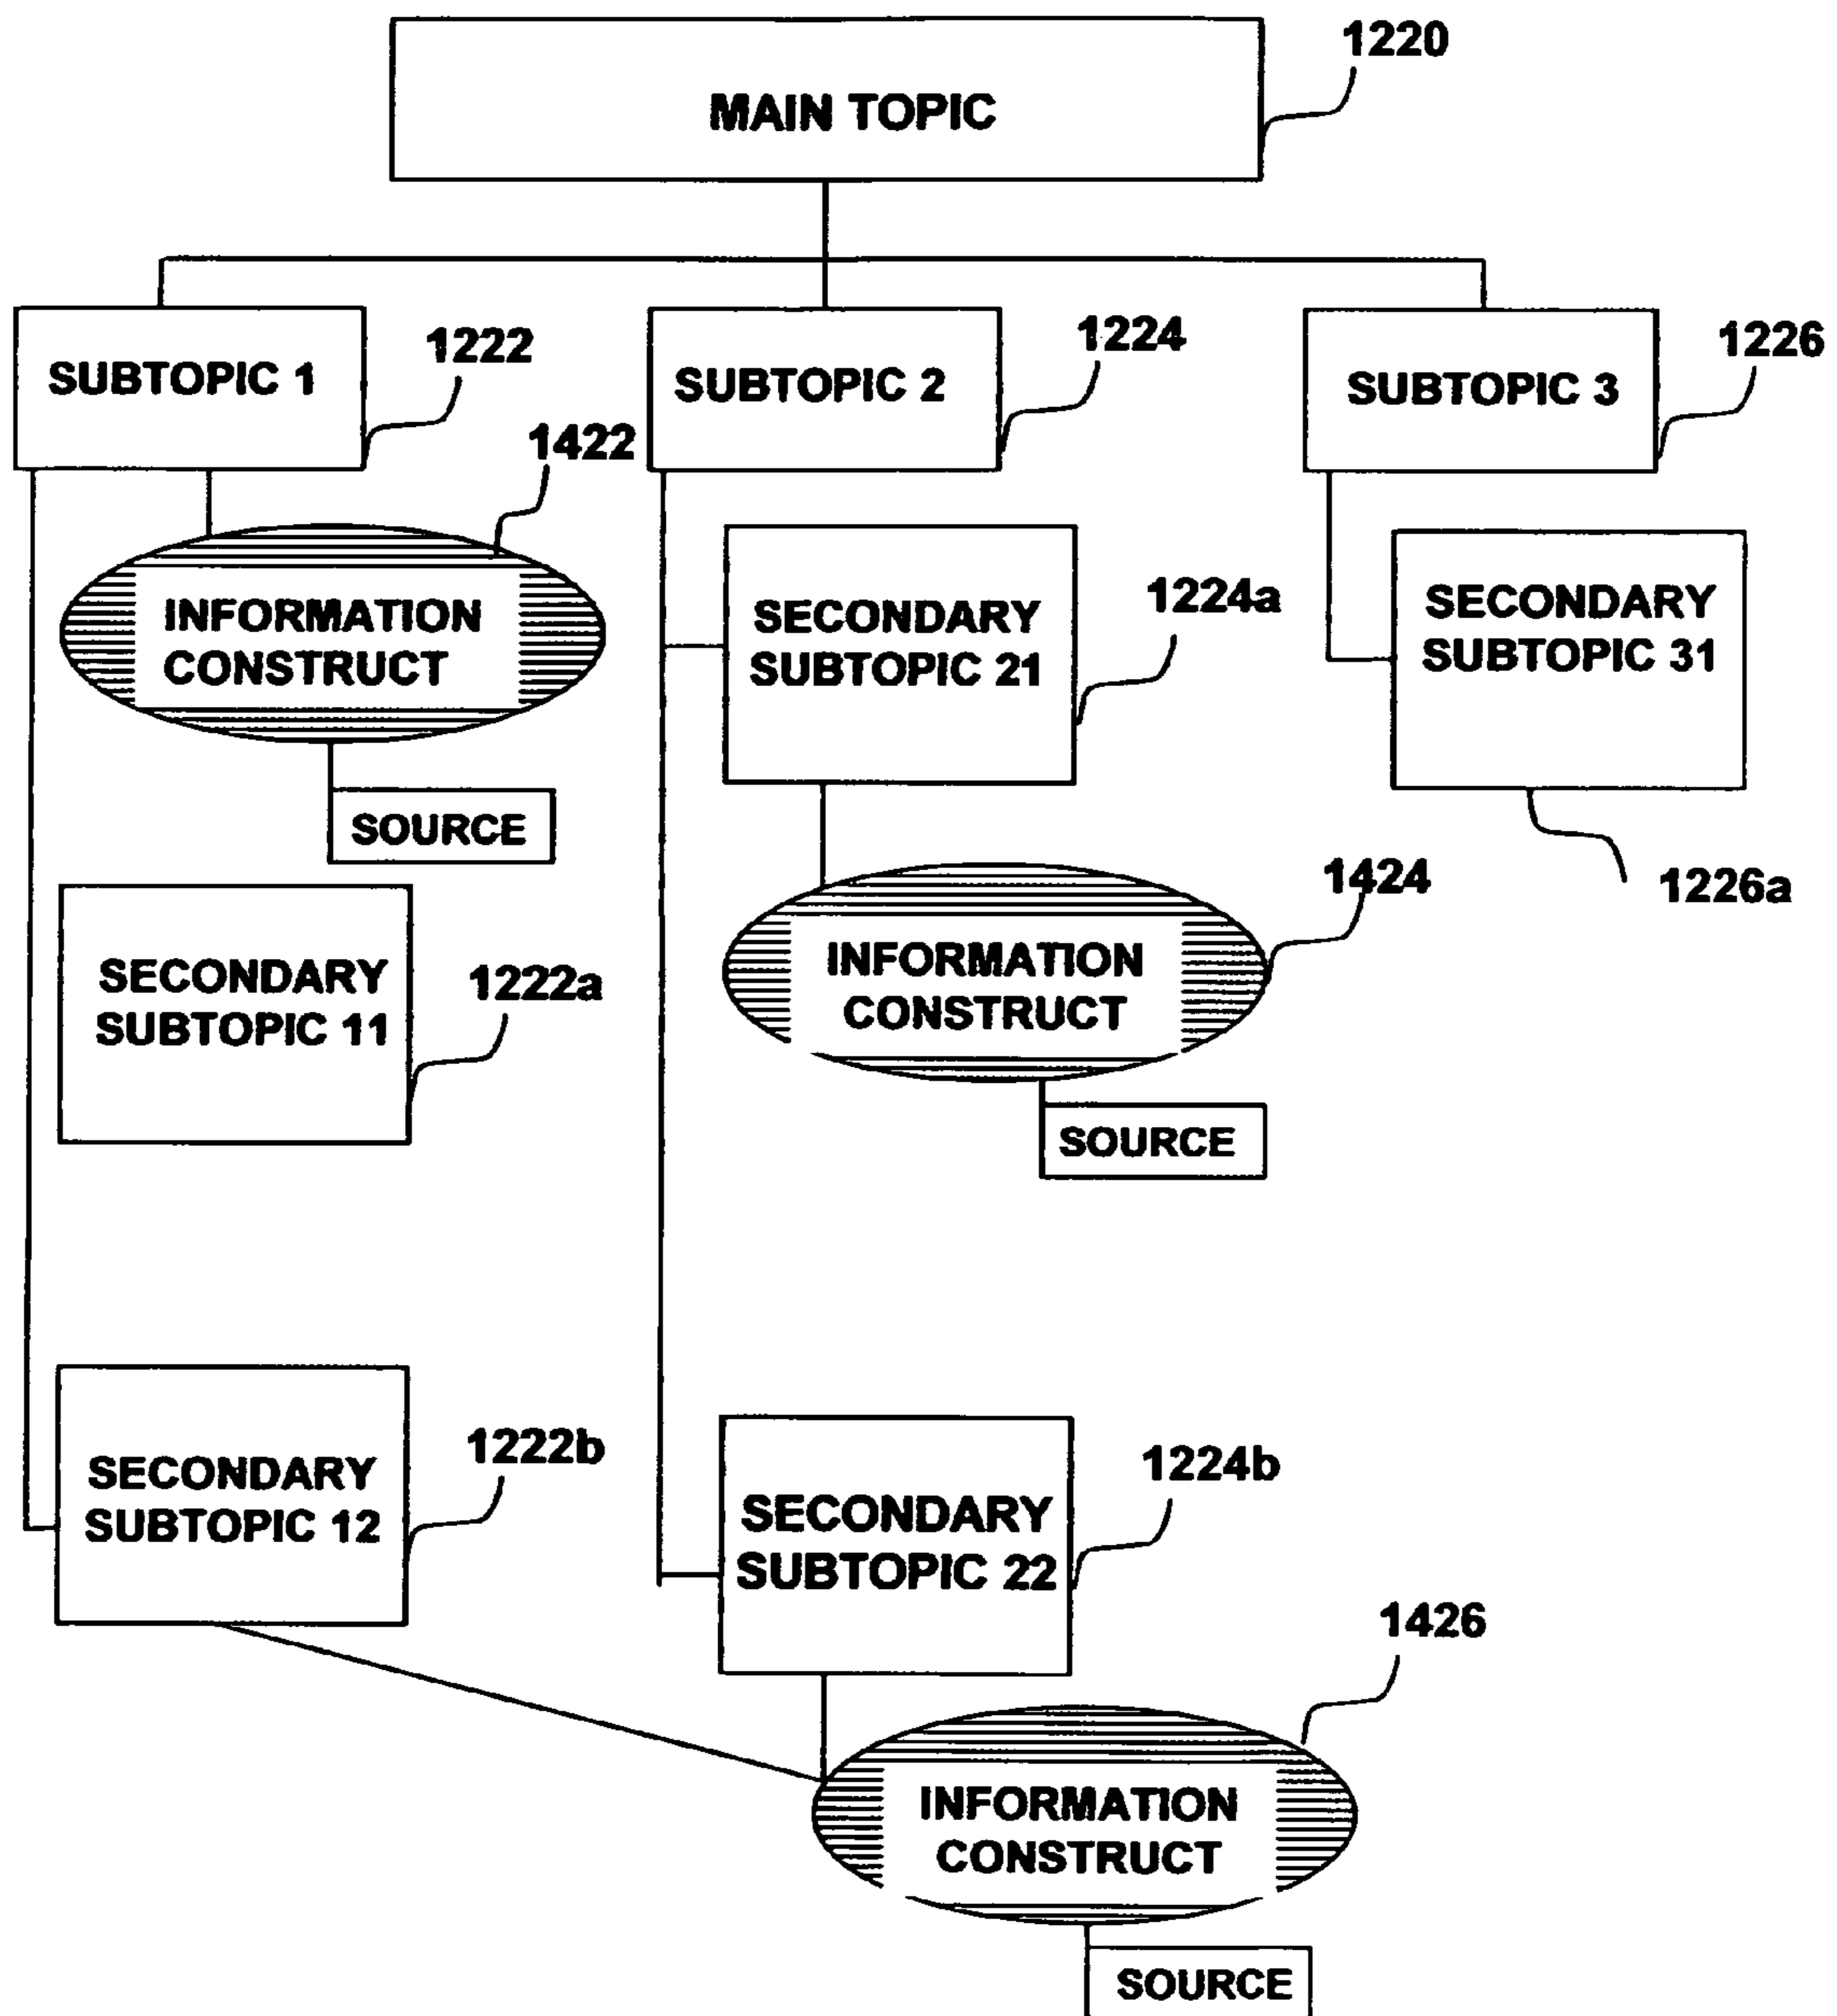 1220
MAIN TOPIC
SUBTOPIC 1
1222
SUBTOPIC 2
1224
SUBTOPIC 3
1226
1422
INFORMATION
CONSTRUCT
SOURCE
SECONDARY
SUBTOPIC 21
1224a
SECONDARY
SUBTOPIC 31
1226a
SECONDARY
SUBTOPIC 11
1222a
INFORMATION
CONSTRUCT
1424
SOURCE
SECONDARY
SUBTOPIC 12
1222b
SECONDARY
SUBTOPIC 22
1224b
1426
INFORMATION
CONSTRUCT
SOURCE